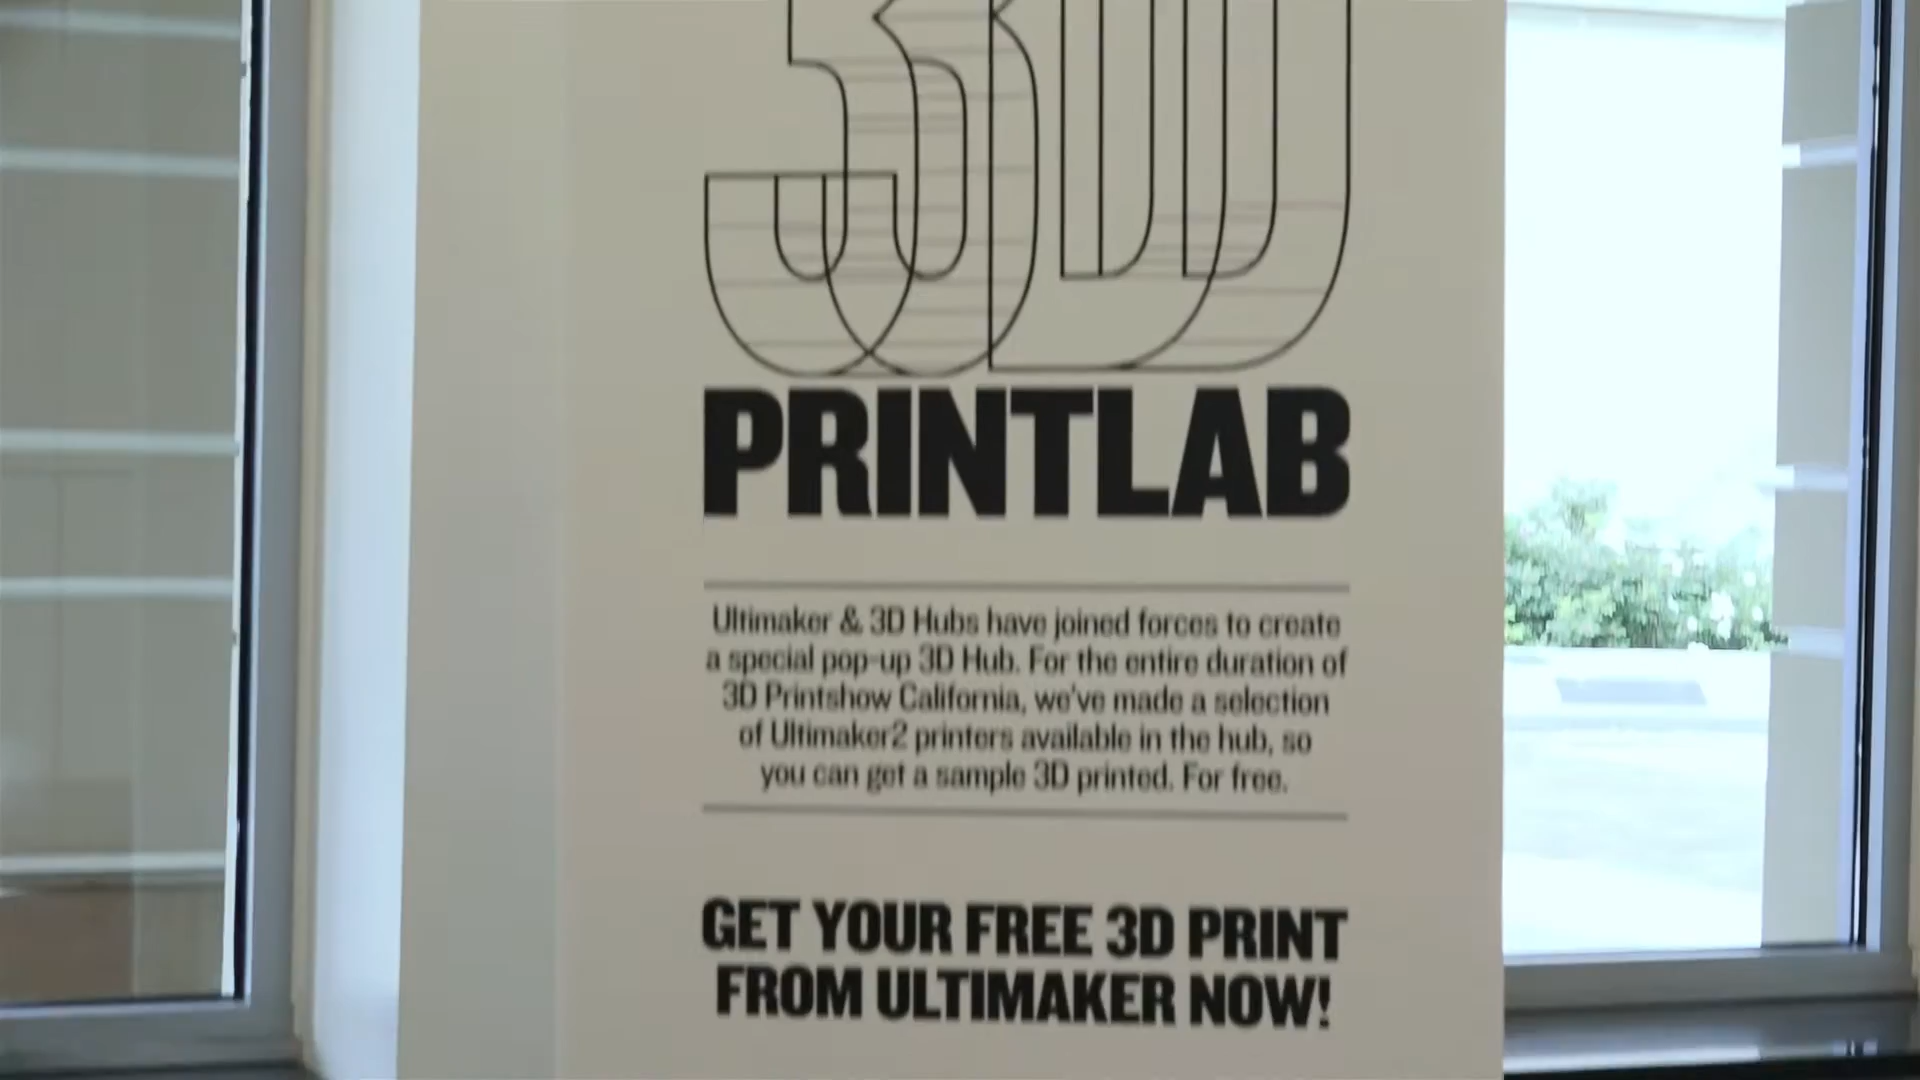 3D
PRINTLAB
Ultimaker & 3D Hubs have joined forces to create
a special pop-up 3D Hub. For the entire duration of
3D Printshow California, we've made a selection
of Ultimaker2 printers available in the hub, so
you can get a sample 3D printed. For free.
GET YOUR FREE 3D PRINT
FROM ULTIMAKER NOW!